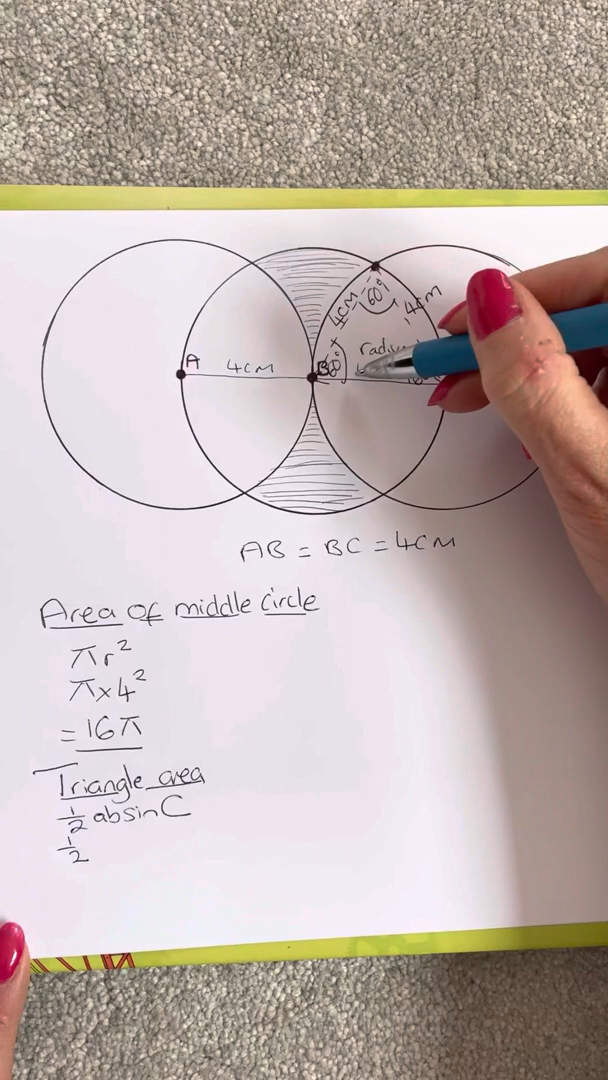 A
4CM
B
4CM
60°
4CM
60°
AB = BC = 4CM
Area of middle circle
πr²
π×4²
= 16π
Triangle area
½ absinC
½